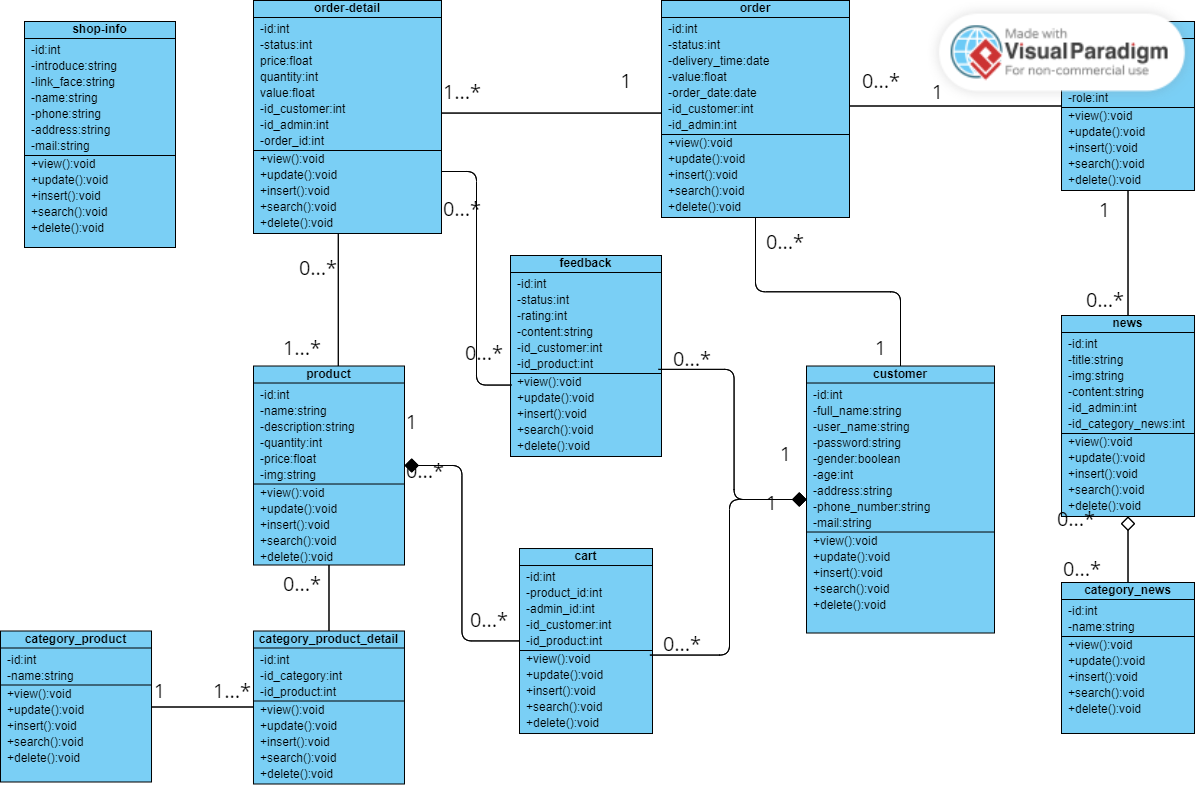 shop-info
-id:int
-introduce:string
-link_face:string
-name:string
-phone:string
-address:string
-mail:string
+view():void
+update():void
+insert():void
+search():void
+delete():void
order-detail
-id:int
-status:int
price:float
quantity:int
value:float
-id_customer:int
-id_admin:int
-order_id:int
+view():void
+update():void
+insert():void
+search():void
+delete():void
1...*
1
order
-id:int
-status:int
-delivery_time:date
-value:float
-order_date:date
-id_customer:int
-id_admin:int
+view():void
+update():void
+insert():void
+search():void
+delete():void
0...*
1
Made with
Visual Paradigm
For non-commercial use
-role:int
+view():void
+update():void
+insert():void
+search():void
+delete():void
0...*
0...*
1
0...*
0...*
1...*
0...*
0...*
1
feedback
-id:int
-status:int
-rating:int
-content:string
-id_customer:int
-id_product:int
+view():void
+update():void
+insert():void
+search():void
+delete():void
news
-id:int
-title:string
-img:string
-content:string
-id_admin:int
-id_category_news:int
+view():void
+update():void
+insert():void
+search():void
+delete():void
product
-id:int
-name:string
-description:string
-quantity:int
-price:float
-img:string
+view():void
+update():void
+insert():void
+search():void
+delete():void
1
0...*
customer
-id:int
-full_name:string
-user_name:string
-password:string
-gender:boolean
-age:int
-address:string
-phone_number:string
-mail:string
+view():void
+update():void
+insert():void
+search():void
+delete():void
1
1
0...*
0...*
0...*
0...*
0...*
cart
-id:int
-product_id:int
-admin_id:int
-id_customer:int
-id_product:int
+view():void
+update():void
+insert():void
+search():void
+delete():void
category_news
-id:int
-name:string
+view():void
+update():void
+insert():void
+search():void
+delete():void
category_product
-id:int
-name:string
+view():void
+update():void
+insert():void
+search():void
+delete():void
1
1...*
category_product_detail
-id:int
-id_category:int
-id_product:int
+view():void
+update():void
+insert():void
+search():void
+delete():void